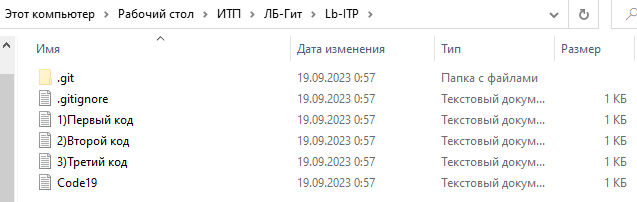 Этот компьютер > Рабочий стол > ИТП > ЛБ-Гит > Lb-ITP >
Имя Дата изменения Тип Размер
.git 19.09.2023 0:57 Папка с файлами
.gitignore 19.09.2023 0:57 Текстовый докум... 1 КБ
1)Первый код 19.09.2023 0:57 Текстовый докум... 1 КБ
2)Второй код 19.09.2023 0:57 Текстовый докум... 1 КБ
3)Третий код 19.09.2023 0:57 Текстовый докум... 1 КБ
Code19 19.09.2023 0:57 Текстовый докум... 1 КБ